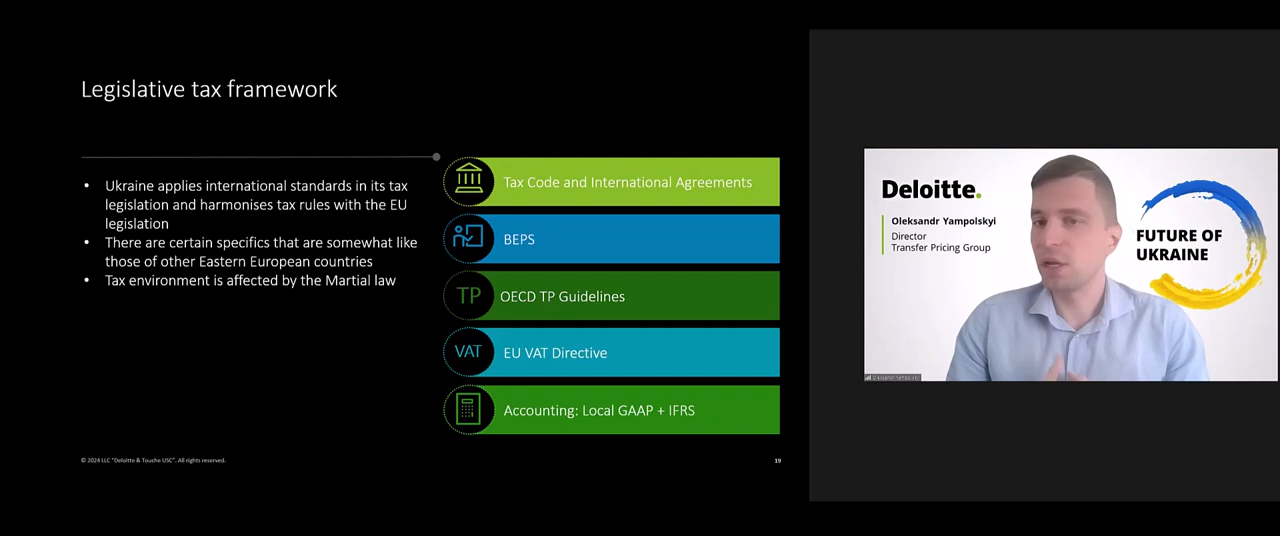 Legislative tax framework
• Ukraine applies international standards in its tax
legislation and harmonises tax rules with the EU
legislation
• There are certain specifics that are somewhat like
those of other Eastern European countries
• Tax environment is affected by the Martial law
Tax Code and International Agreements
BEPS
TP OECD TP Guidelines
VAT EU VAT Directive
Accounting: Local GAAP + IFRS
© 2024 LLC "Deloitte & Touche USC". All rights reserved.
19
Deloitte.
Oleksandr Yampolskyi
Director
Transfer Pricing Group
FUTURE OF
UKRAINE